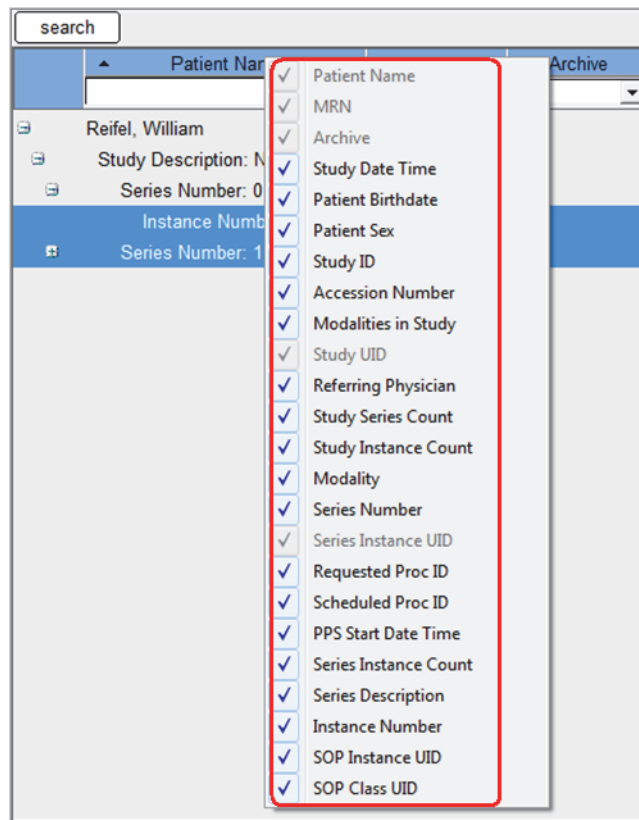 search
Patient Nar
Archive
Patient Name
MRN
Archive
Reifel, William
Study Description: N
Study Date Time
Series Number: 0
Patient Birthdate
Instance Numb
Patient Sex
Series Number: 1
Study ID
Accession Number
Modalities in Study
Study UID
Referring Physician
Study Series Count
Study Instance Count
Modality
Series Number
Series Instance UID
Requested Proc ID
Scheduled Proc ID
PPS Start Date Time
Series Instance Count
Series Description
Instance Number
SOP Instance UID
SOP Class UID